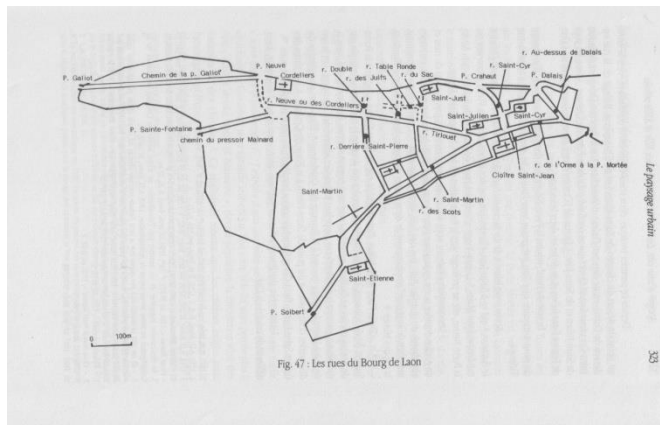 r. Au-dessus de Dalais
r. Double
r. Table Ronde
r. Saint-Cyr
P. Galiot
Chemin de la p. Galiot
P. Neuve
Cordeliers
r. des Juifs
r. du Sac
P. Crahaut
P. Dalais
Saint-Just
r. Neuve ou des Cordeliers
Saint-Julien
Saint-Cyr
P. Sainte-Fontaine
chemin du pressoir Mainard
r. Tirlouet
r. Derrière Saint-Pierre
r. de l'Orme à la P. Mortée
Cloître Saint-Jean
Saint-Martin
r. Saint-Martin
r. des Scots
Saint-Etienne
P. Soibert
0 100m
Fig. 47 : Les rues du Bourg de Laon
Le paysage urbain
323